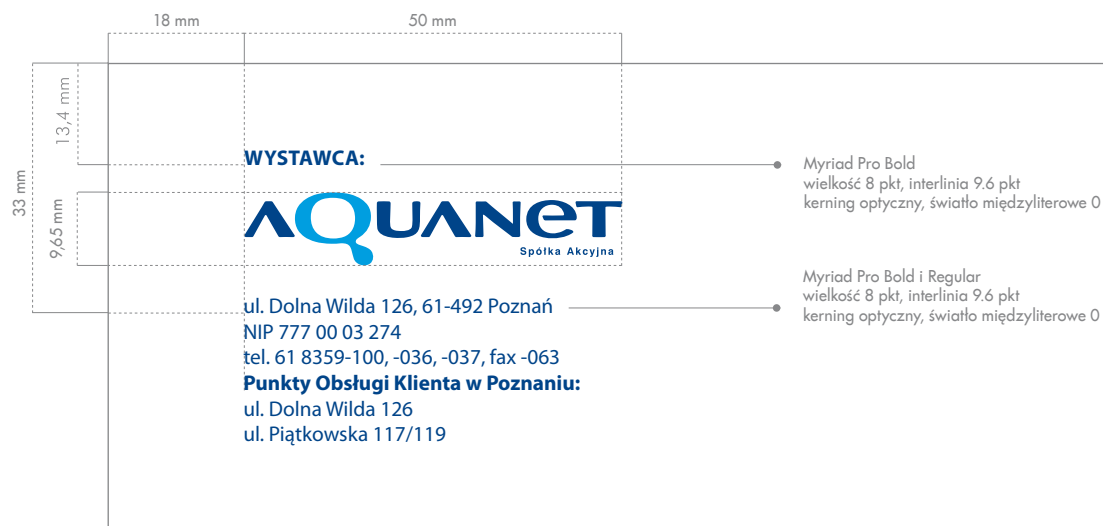 18 mm
50 mm
13,4 mm
33 mm
9,65 mm
WYSTAWCA:
AQUANET
Spółka Akcyjna
ul. Dolna Wilda 126, 61-492 Poznań
NIP 777 00 03 274
tel. 61 8359-100, -036, -037, fax -063
Punkty Obsługi Klienta w Poznaniu:
ul. Dolna Wilda 126
ul. Piątkowska 117/119
Myriad Pro Bold
wielkość 8 pkt, interlinia 9.6 pkt
kerning optyczny, światło międzyliterowe 0
Myriad Pro Bold i Regular
wielkość 8 pkt, interlinia 9.6 pkt
kerning optyczny, światło międzyliterowe 0